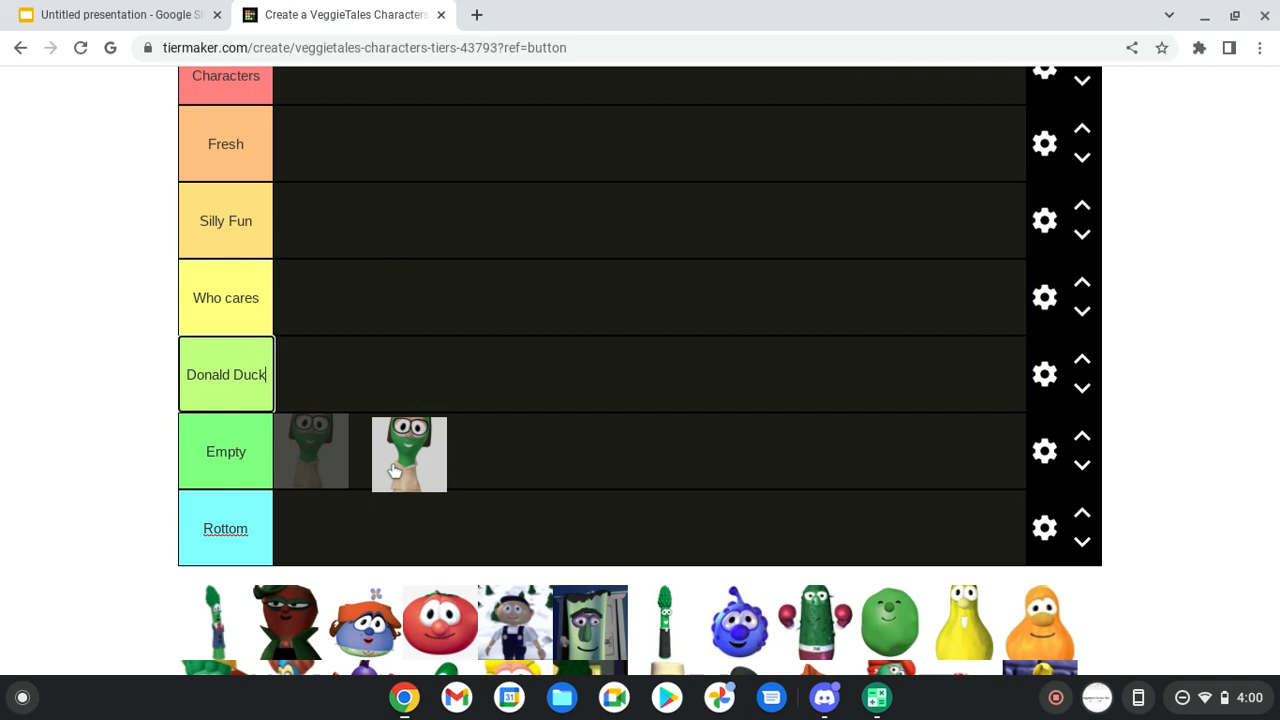 Untitled presentation - Google Sl
Create a VeggieTales Characters
tiermaker.com/create/veggietales-characters-tiers-43793?ref=button
Characters
Fresh
Silly Fun
Who cares
Donald Duck
Empty
Rottom
31
4:00